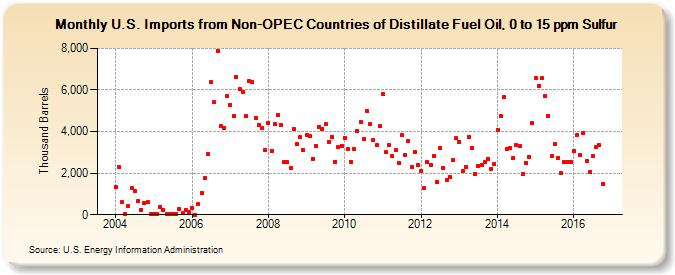 Monthly U.S. Imports from Non-OPEC Countries of Distillate Fuel Oil, 0 to 15 ppm Sulfur
Thousand Barrels
8,000
6,000
4,000
2,000
0
2004 2006 2008 2010 2012 2014 2016
Source: U.S. Energy Information Administration